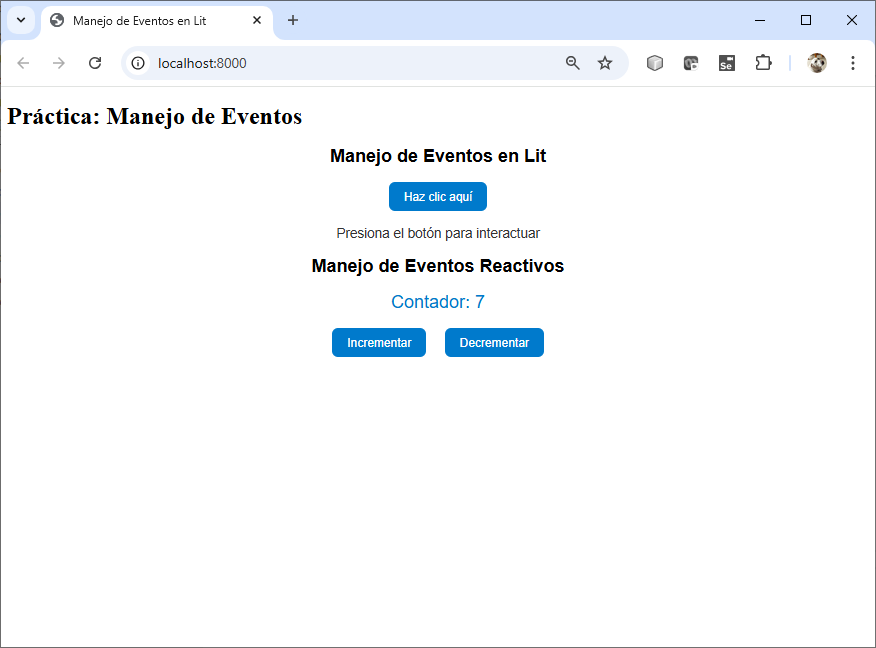 Manejo de Eventos en Lit
localhost:8000
Se
Práctica: Manejo de Eventos
Manejo de Eventos en Lit
Haz clic aquí
Presiona el botón para interactuar
Manejo de Eventos Reactivos
Contador: 7
Incrementar Decrementar